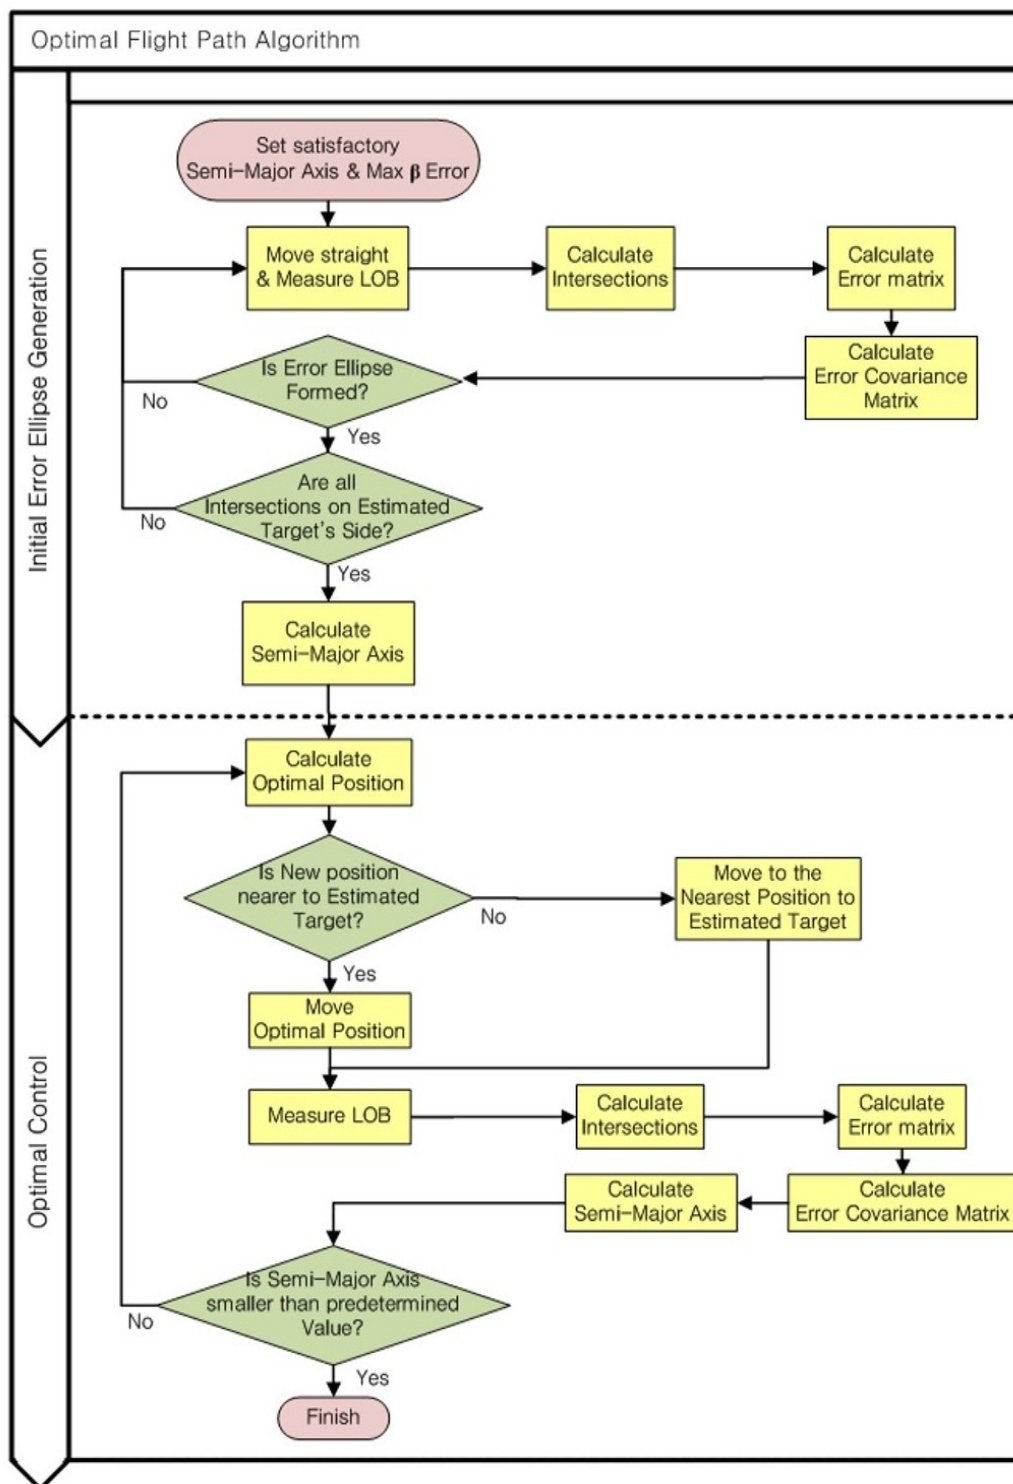 Optimal Flight Path Algorithm
Initial Error Ellipse Generation
Set satisfactory
Semi-Major Axis & Max β Error
Move straight
& Measure LOB
Calculate
Intersections
Calculate
Error matrix
Calculate
Error Covariance
Matrix
Is Error Ellipse
Formed?
No
Yes
Are all
Intersections on Estimated
Target's Side?
No
Yes
Calculate
Semi-Major Axis
Optimal Control
Calculate
Optimal Position
Is New position
nearer to Estimated
Target?
No
Move to the
Nearest Position to
Estimated Target
Yes
Move
Optimal Position
Measure LOB
Calculate
Intersections
Calculate
Error matrix
Calculate
Error Covariance Matrix
Calculate
Semi-Major Axis
Is Semi-Major Axis
smaller than predetermined
Value?
No
Yes
Finish